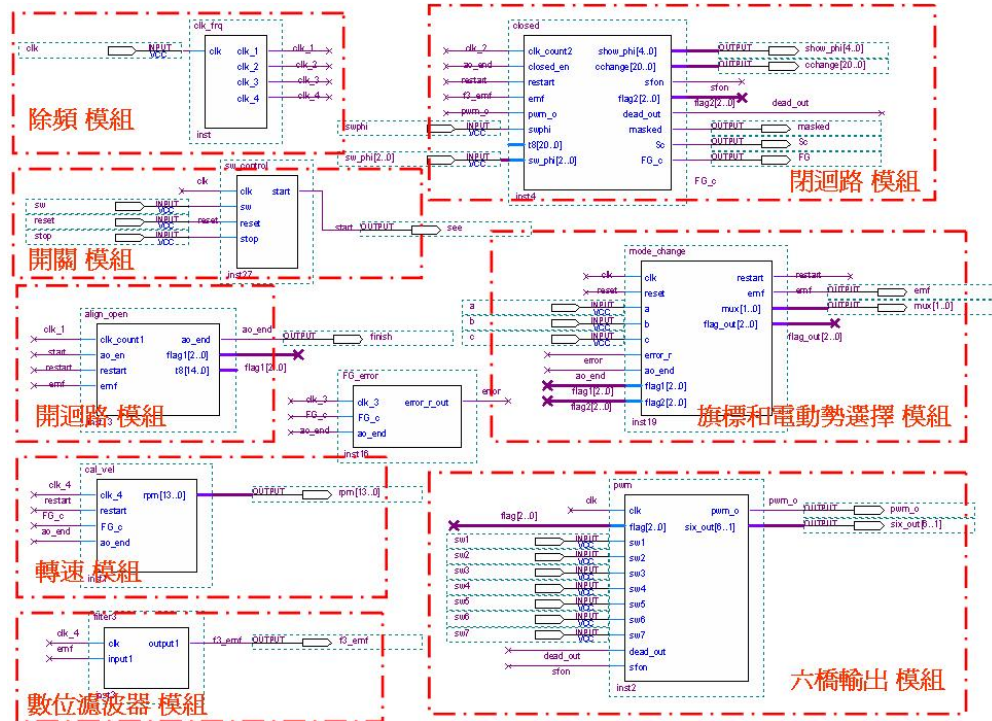 clk_frq
clk INPUT VCC clk clk_1 clk_1
clk_2 clk_2
clk_3 clk_3
clk_4 clk_4
inst
除頻 模組
closed
clk_2 clk_count2 show_phi[4..0] OUTPUT show_phi[4..0]
ao_end closed_en cchange[20..0] OUTPUT cchange[20..0]
restart restart sfon sfon
f3_emf emf flag2[2..0] flag2[2..0]
pwm_o pwm_o dead_out dead_out
swphi INPUT VCC swphi masked OUTPUT masked
t8[20..0] Sc OUTPUT Sc
sw_phi[2..0] INPUT VCC sw_phi[2..0] FG_c OUTPUT FG
inst4 FG_c
閉迴路 模組
sw_control
clk clk start
sw INPUT VCC sw
reset INPUT VCC reset reset
stop INPUT VCC stop
start OUTPUT see
inst27
開關 模組
mode_change
clk clk restart restart
reset reset emf emf OUTPUT emf
a INPUT VCC a mux[1..0] OUTPUT mux[1..0]
b INPUT VCC b flag_out[2..0] flag_out[2..0]
c INPUT VCC c
error error_r
ao_end ao_end
flag1[2..0] flag1[2..0]
flag2[2..0] flag2[2..0]
inst19
旗標和電動勢選擇 模組
align_open
clk_1 clk_count1 ao_end ao_end OUTPUT finish
start ao_en flag1[2..0] flag1[2..0]
restart restart t8[14..0]
emf emf
開迴路 模組
FG_error
clk_3 clk_3 error_r_out error
FG_c FG_c
ao_end ao_end
inst16
cal_vel
clk_4 clk_4 rpm[13..0] OUTPUT rpm[13..0]
restart restart
FG_c FG_c
ao_end ao_end
轉速 模組
pwm
clk clk pwm_o pwm_o OUTPUT pwm_o
flag[2..0] flag[2..0] six_out[6..1] OUTPUT six_out[6..1]
sw1 INPUT VCC sw1
sw2 INPUT VCC sw2
sw3 INPUT VCC sw3
sw4 INPUT VCC sw4
sw5 INPUT VCC sw5
sw6 INPUT VCC sw6
sw7 INPUT VCC sw7
dead_out dead_out
sfon sfon
inst2
六橋輸出 模組
filter3
clk_4 clk output1 f3_emf OUTPUT f3_emf
emf input1
數位濾波器 模組